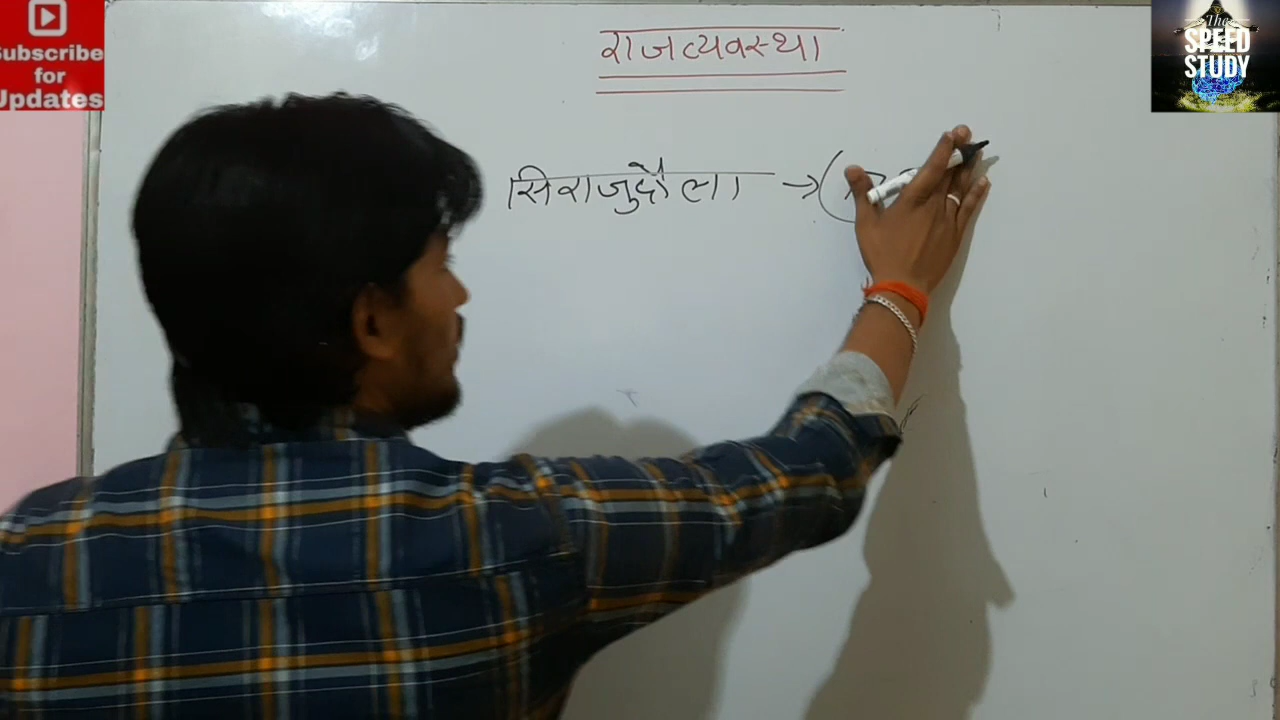 Subscribe
for
Updates
The
SPEED
STUDY
राजव्यवस्था
सिराजुदौला →(